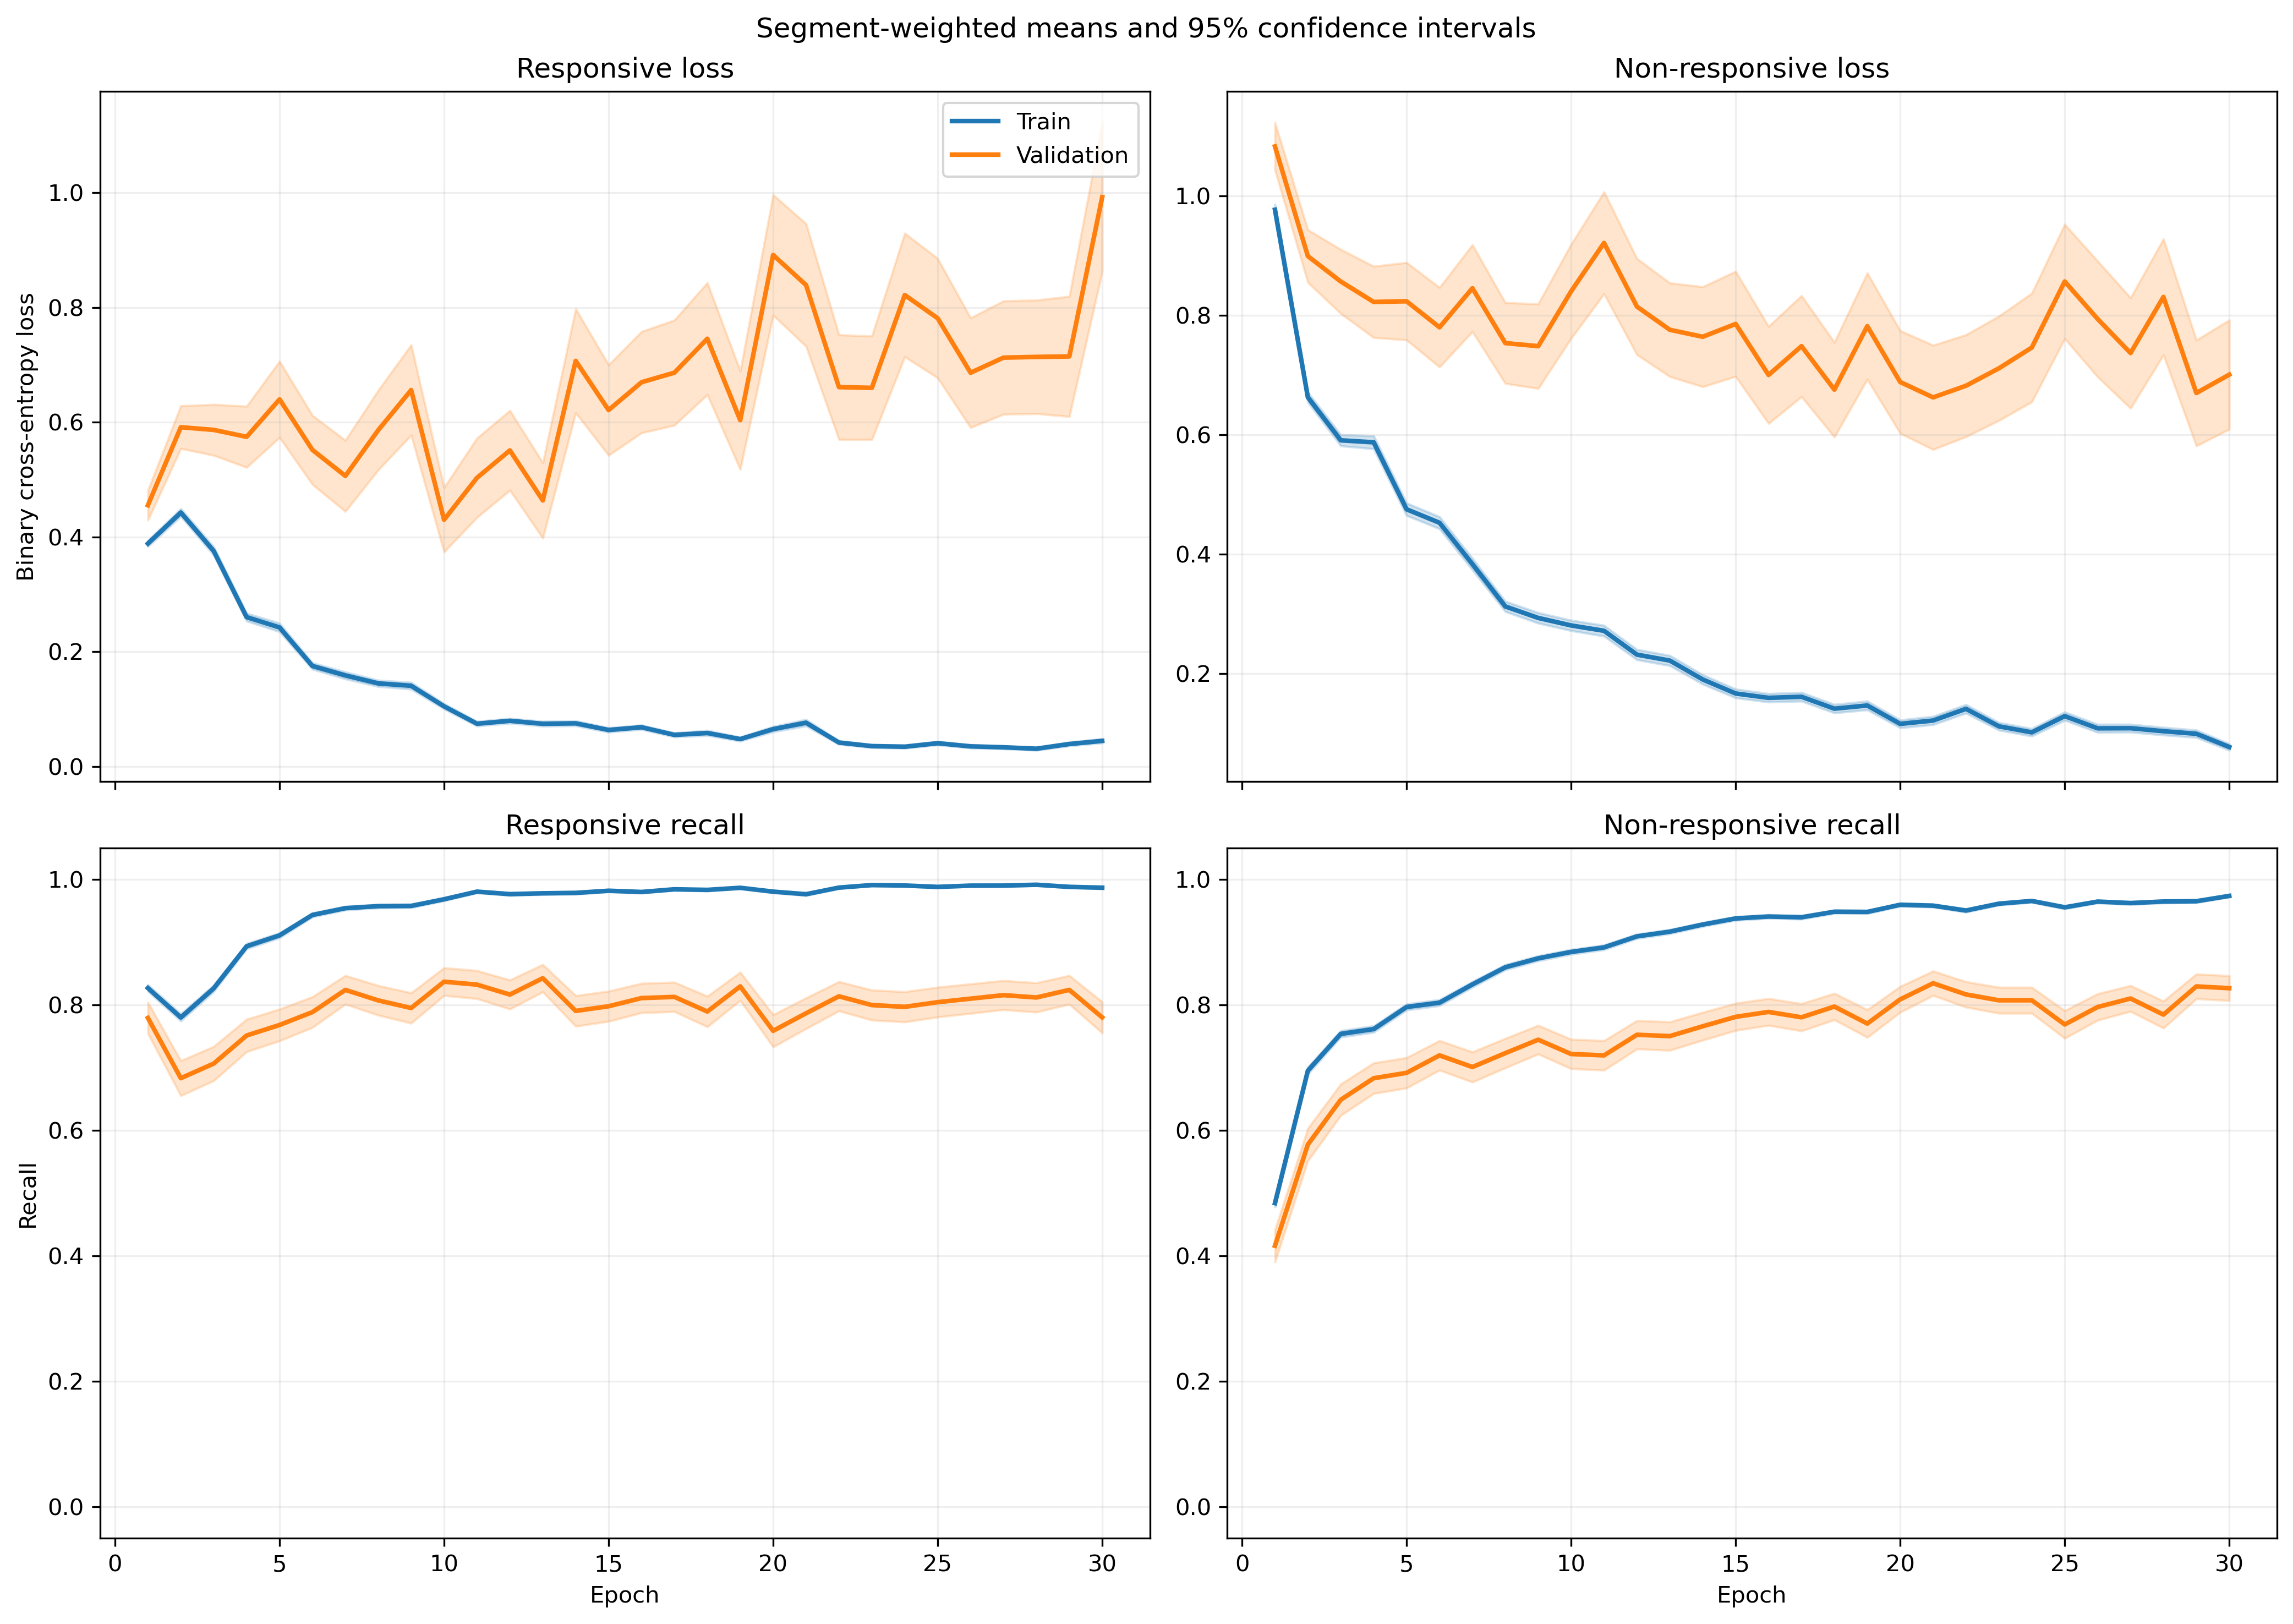 Segment-weighted means and 95% confidence intervals
Responsive loss
Non-responsive loss
Train
Validation
Binary cross-entropy loss
1.0
0.8
0.6
0.4
0.2
0.0
1.0
0.8
0.6
0.4
0.2
Responsive recall
Non-responsive recall
Recall
1.0
0.8
0.6
0.4
0.2
0.0
0 5 10 15 20 25 30
Epoch
1.0
0.8
0.6
0.4
0.2
0.0
0 5 10 15 20 25 30
Epoch